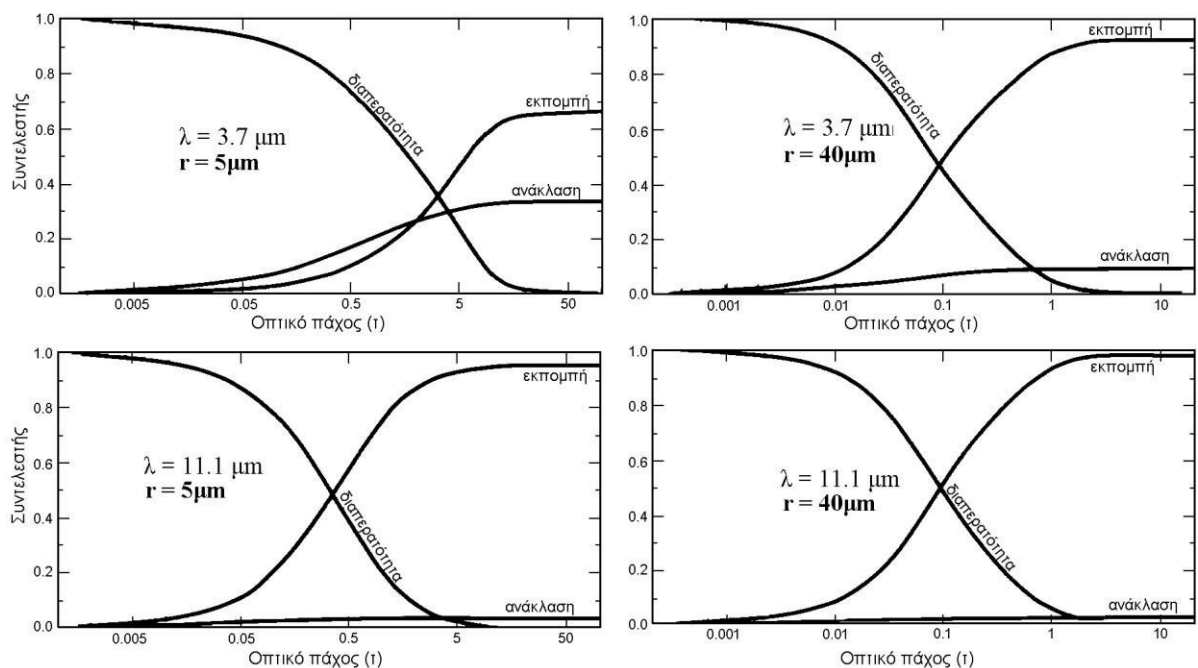 1.0
0.8
0.6
0.4
0.2
0.0
Συντελεστής
διαπερατότητα
εκπομπή
ανάκλαση
λ = 3.7 μm
r = 5μm
0.005 0.05 0.5 5 50
Οπτικό πάχος (τ)
1.0
0.8
0.6
0.4
0.2
0.0
διαπερατότητα
εκπομπή
ανάκλαση
λ = 3.7 μm
r = 40μm
0.001 0.01 0.1 1 10
Οπτικό πάχος (τ)
1.0
0.8
0.6
0.4
0.2
0.0
Συντελεστής
εκπομπή
λ = 11.1 μm
r = 5μm
διαπερατότητα
ανάκλαση
0.005 0.05 0.5 5 50
Οπτικό πάχος (τ)
1.0
0.8
0.6
0.4
0.2
0.0
εκπομπή
λ = 11.1 μm
r = 40μm
διαπερατότητα
ανάκλαση
0.001 0.01 0.1 1 10
Οπτικό πάχος (τ)